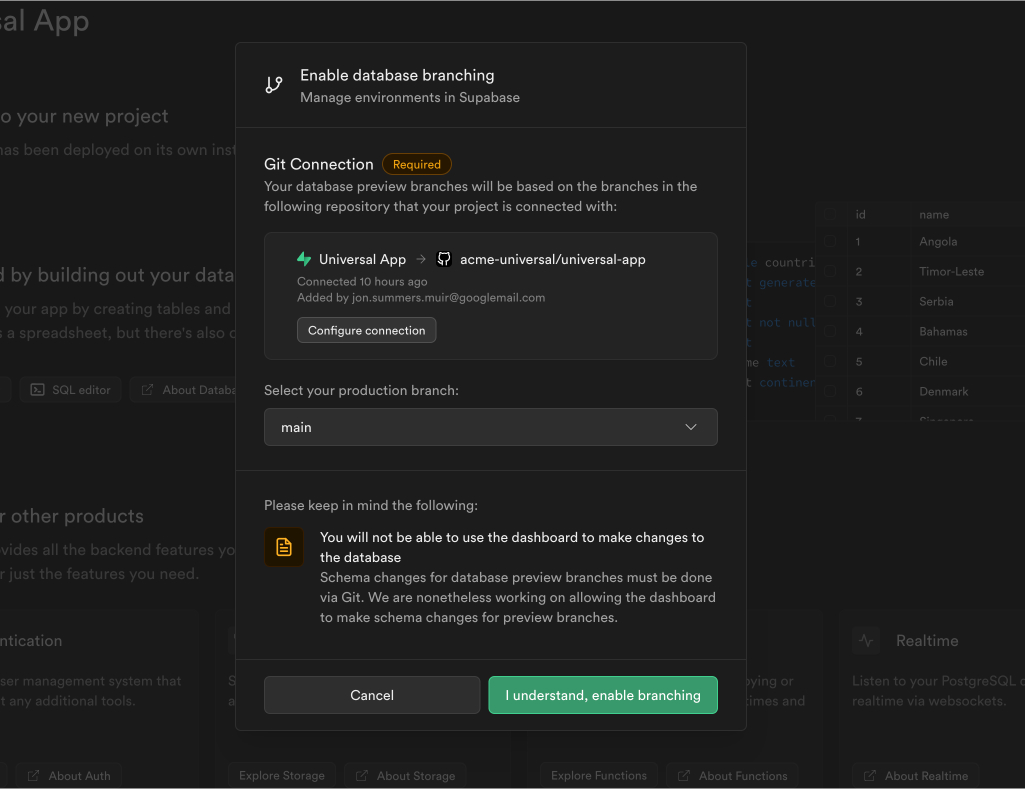 sal App
Enable database branching
Manage environments in Supabase
o your new project
has been deployed on its own inst
Git Connection
Required
Your database preview branches will be based on the branches in the
following repository that your project is connected with:
Universal App
acme-universal/universal-app
Connected 10 hours ago
Added by jon.summers.muir@googlemail.com
Configure connection
d by building out your data
your app by creating tables and
s a spreadsheet, but there's also
SQL editor
About Databa
le countri
t generate
t
t not null
t
me text
t continen
id name
1 Angola
2 Timor-Leste
3 Serbia
4 Bahamas
5 Chile
6 Denmark
7 Singapore
Select your production branch:
main
Please keep in mind the following:
You will not be able to use the dashboard to make changes to
the database
Schema changes for database preview branches must be done
via Git. We are nonetheless working on allowing the dashboard
to make schema changes for preview branches.
r other products
vides all the backend features yo
r just the features you need.
Cancel
I understand, enable branching
ntication
ser management system that
t any additional tools.
About Auth
Explore Storage
About Storage
oying or
times and
Explore Functions
About Functions
Realtime
Listen to your PostgreSQL
realtime via websockets.
About Realtime